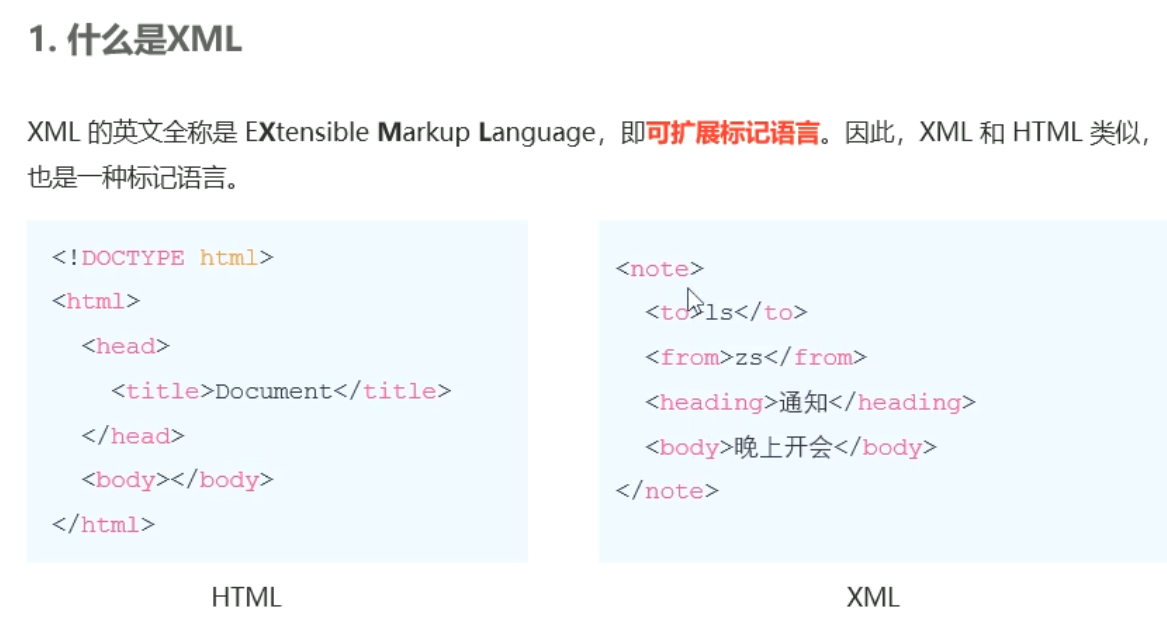 1. 什么是XML
XML 的英文全称是 EXtensible Markup Language，即可扩展标记语言。因此，XML 和 HTML 类似，
也是一种标记语言。
<!DOCTYPE html>
<html>
<head>
<title>Document</title>
</head>
<body></body>
</html>
HTML
<note>
<to>ls</to>
<from>zs</from>
<heading>通知</heading>
<body>晚上开会</body>
</note>
XML